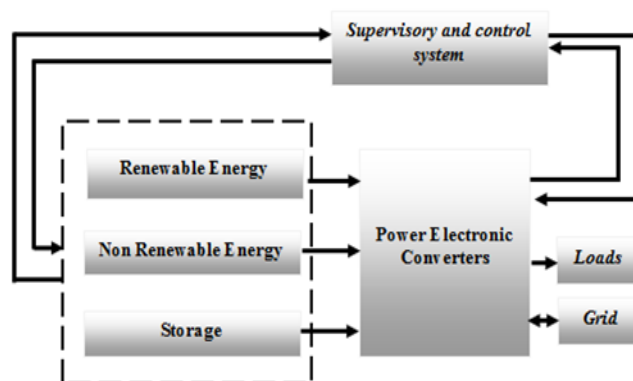 Supervisory and control
system
Renewable Energy
Non Renewable Energy
Power Electronic
Converters
Loads
Storage
Grid